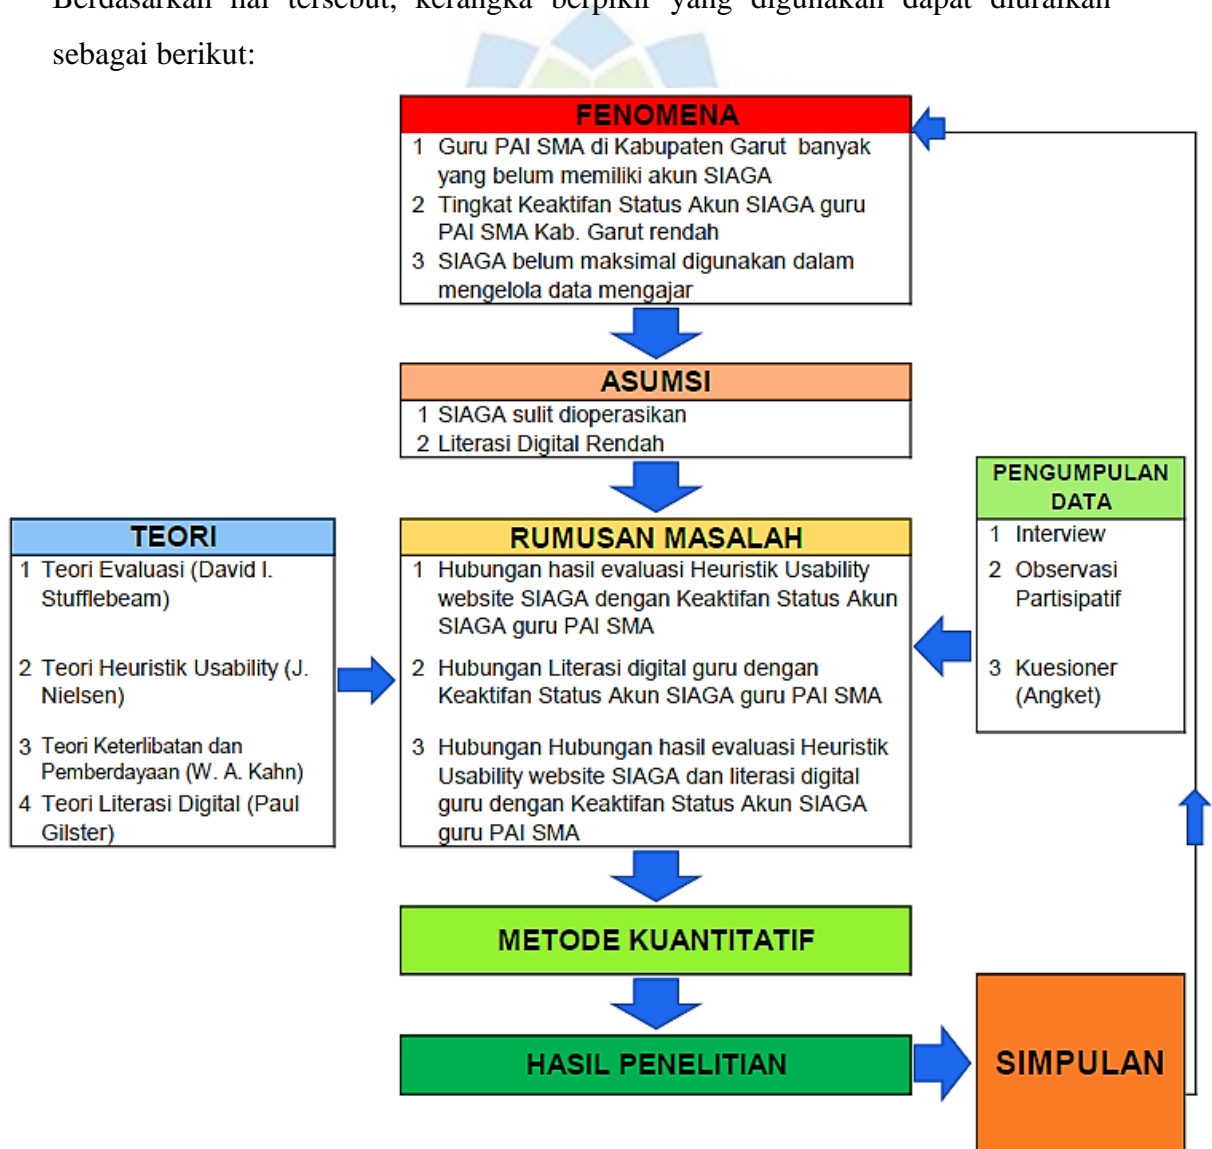 Berdasarkan hal tersebut, kerangka berpikir yang digunakan dapat diuraikan
sebagai berikut:
FENOMENA
1 Guru PAI SMA di Kabupaten Garut banyak
yang belum memiliki akun SIAGA
2 Tingkat Keaktifan Status Akun SIAGA guru
PAI SMA Kab. Garut rendah
3 SIAGA belum maksimal digunakan dalam
mengelola data mengajar
ASUMSI
1 SIAGA sulit dioperasikan
2 Literasi Digital Rendah
TEORI
1 Teori Evaluasi (David I.
Stufflebeam)
2 Teori Heuristik Usability (J.
Nielsen)
3 Teori Keterlibatan dan
Pemberdayaan (W. A. Kahn)
4 Teori Literasi Digital (Paul
Gilster)
RUMUSAN MASALAH
1 Hubungan hasil evaluasi Heuristik Usability
website SIAGA dengan Keaktifan Status Akun
SIAGA guru PAI SMA
2 Hubungan Literasi digital guru dengan
Keaktifan Status Akun SIAGA guru PAI SMA
3 Hubungan Hubungan hasil evaluasi Heuristik
Usability website SIAGA dan literasi digital
guru dengan Keaktifan Status Akun SIAGA
guru PAI SMA
PENGUMPULAN
DATA
1 Interview
2 Observasi
Partisipatif
3 Kuesioner
(Angket)
METODE KUANTITATIF
HASIL PENELITIAN
SIMPULAN